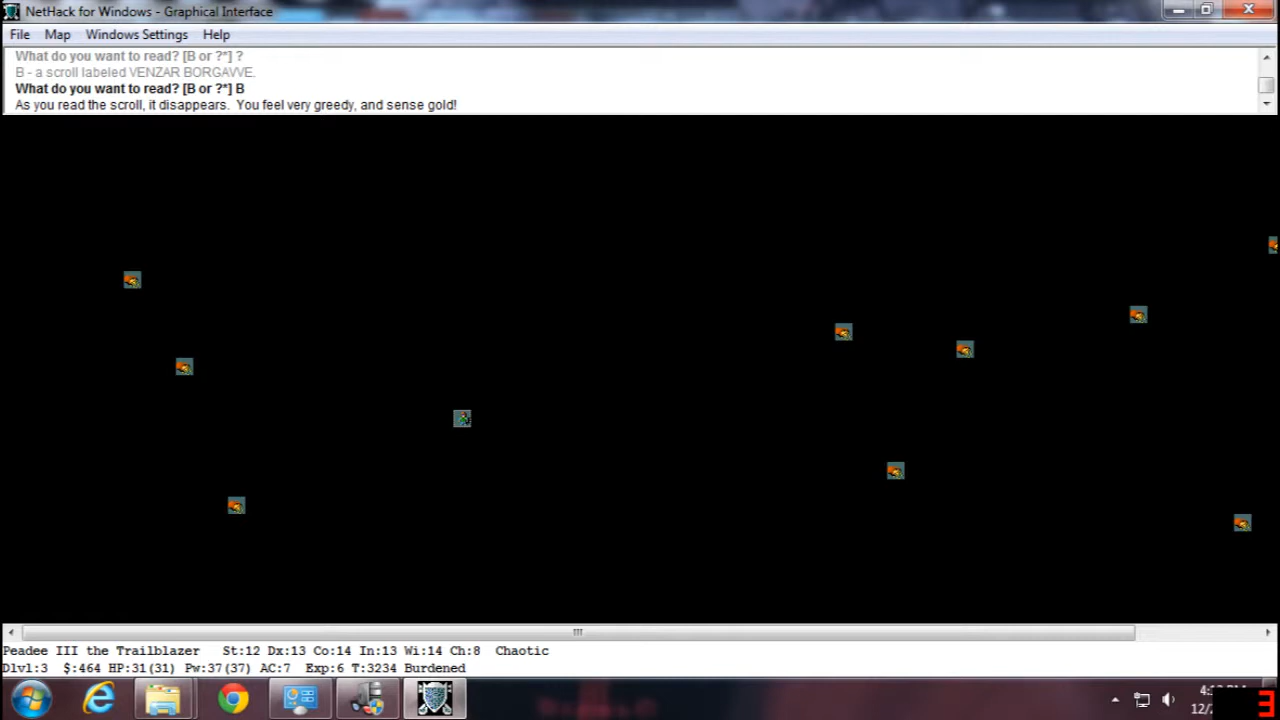 NetHack for Windows - Graphical Interface
File Map Windows Settings Help
What do you want to read? [B or ?*] ?
B - a scroll labeled VENZAR BORGAVVE.
What do you want to read? [B or ?*] B
As you read the scroll, it disappears. You feel very greedy, and sense gold!
Peadee III the Trailblazer St:12 Dx:13 Co:14 In:13 Wi:14 Ch:8 Chaotic
Dlvl:3 $:464 HP:31(31) Pw:37(37) AC:7 Exp:6 T:3234 Burdened
3